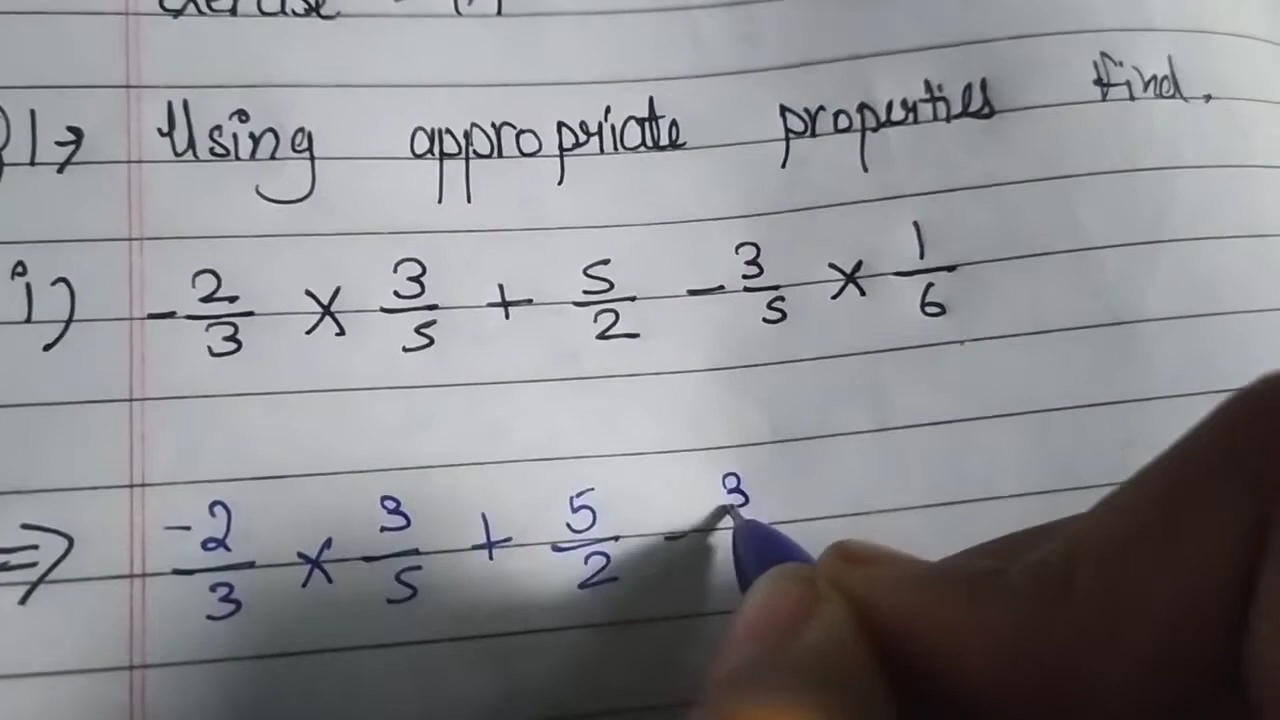 Q1→ Using appropriate properties find.
i) -2/3 × 3/5 + 5/2 - 3/5 × 1/6
⇒ -2/3 × 3/5 + 5/2 - 3